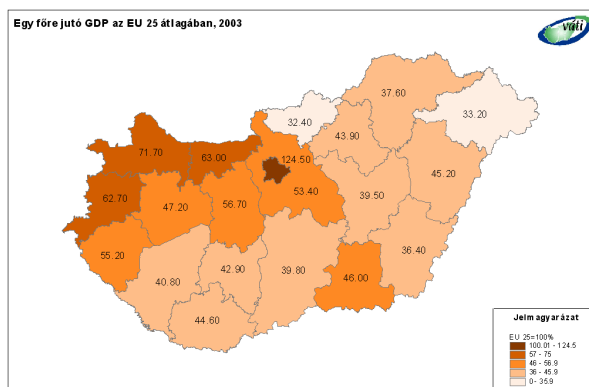 Egy főre jutó GDP az EU 25 átlagában, 2003
váti
37.60
32.40
33.20
43.90
71.70
63.00
124.50
45.20
62.70
47.20
56.70
53.40
39.50
55.20
36.40
40.80
42.90
39.80
46.00
44.60
Jelmagyarázat
EU 25=100%
100.01 - 124.5
57 - 75
46 - 56.9
36 - 45.9
0 - 35.9